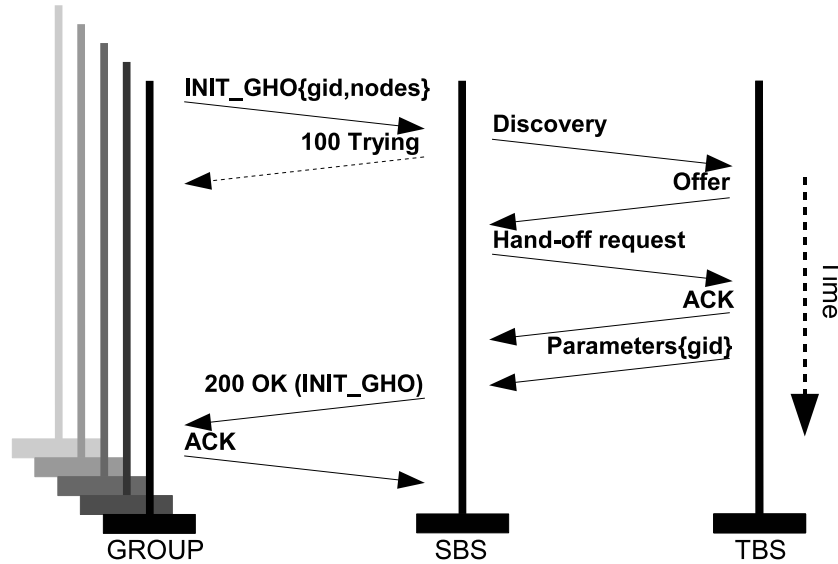 INIT_GHO{gid,nodes}
Discovery
100 Trying
Offer
Hand-off request
ACK
Parameters{gid}
200 OK (INIT_GHO)
ACK
Time
GROUP
SBS
TBS